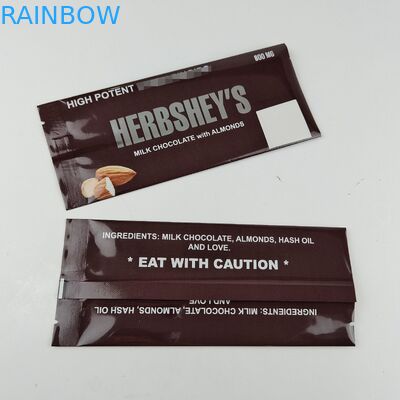 RAINBOW
HIGH POTENT
800 MG
HERBSHEY'S
MILK CHOCOLATE with ALMONDS
INGREDIENTS: MILK CHOCOLATE, ALMONDS, HASH OIL
AND LOVE.
* EAT WITH CAUTION *
INGREDIENTS: MILK CHOCOLATE, ALMONDS, HASH OIL
AND LOVE